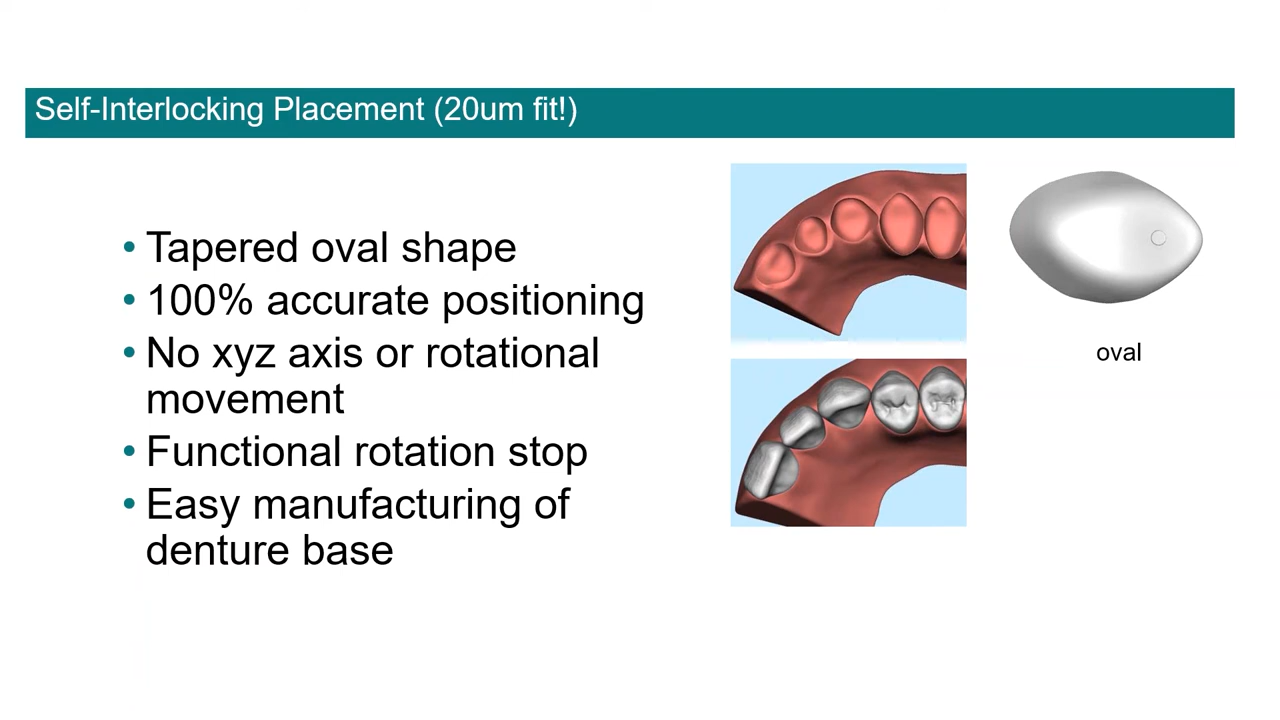 Self-Interlocking Placement (20um fit!)
• Tapered oval shape
• 100% accurate positioning
• No xyz axis or rotational
movement
• Functional rotation stop
• Easy manufacturing of
denture base
oval